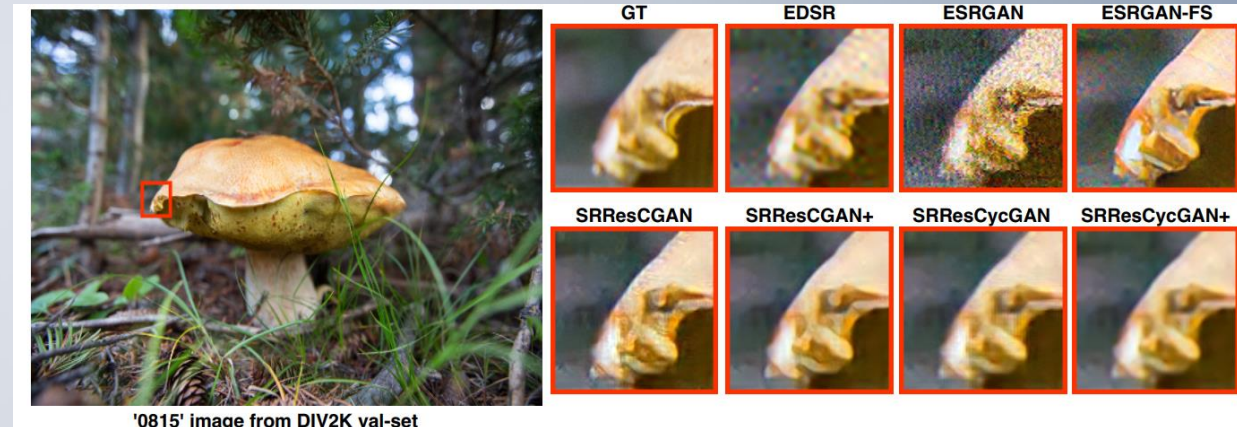 GT EDSR ESRGAN ESRGAN-FS
SRResCGAN SRResCGAN+ SRResCycGAN SRResCycGAN+
'0815' image from DIV2K val-set